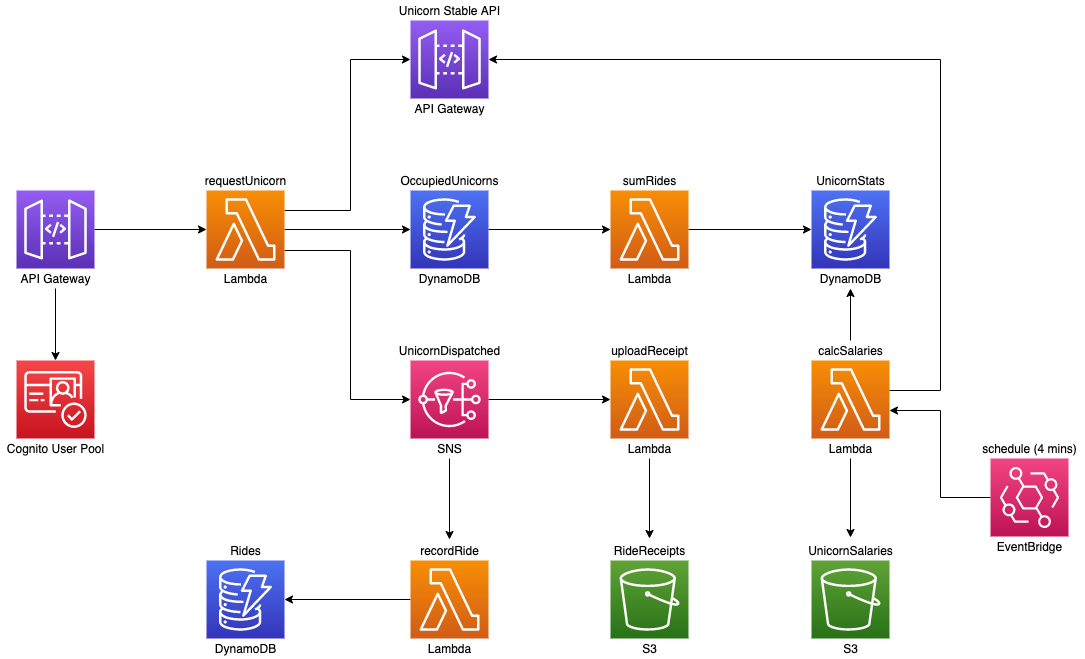 Unicorn Stable API
API Gateway
requestUnicorn
OccupiedUnicorns
sumRides
UnicornStats
API Gateway
Lambda
DynamoDB
Lambda
DynamoDB
UnicornDispatched
uploadReceipt
calcSalaries
Cognito User Pool
SNS
Lambda
Lambda
schedule (4 mins)
EventBridge
Rides
recordRide
RideReceipts
UnicornSalaries
DynamoDB
Lambda
S3
S3